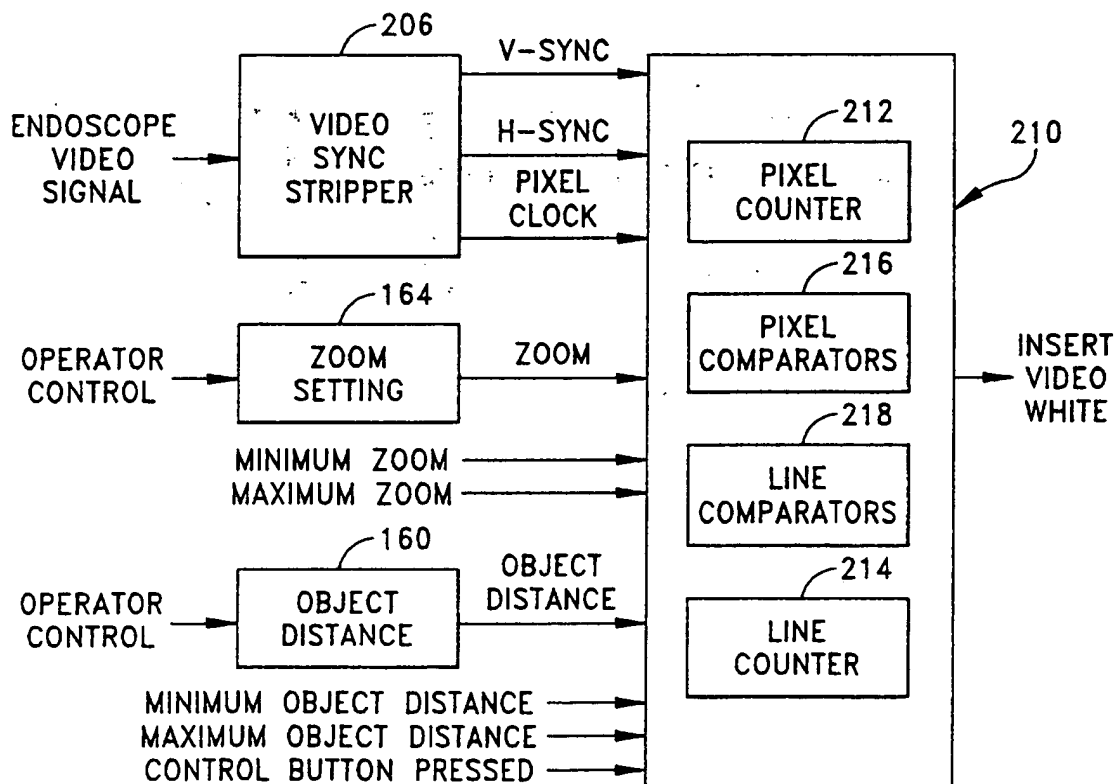 206
V-SYNC
ENDOSCOPE
VIDEO
SIGNAL
VIDEO
SYNC
STRIPPER
H-SYNC
PIXEL
CLOCK
212
PIXEL
COUNTER
210
164
OPERATOR
CONTROL
ZOOM
SETTING
ZOOM
216
PIXEL
COMPARATORS
INSERT
VIDEO
WHITE
MINIMUM ZOOM
MAXIMUM ZOOM
218
LINE
COMPARATORS
160
OPERATOR
CONTROL
OBJECT
DISTANCE
OBJECT
DISTANCE
214
LINE
COUNTER
MINIMUM OBJECT DISTANCE
MAXIMUM OBJECT DISTANCE
CONTROL BUTTON PRESSED